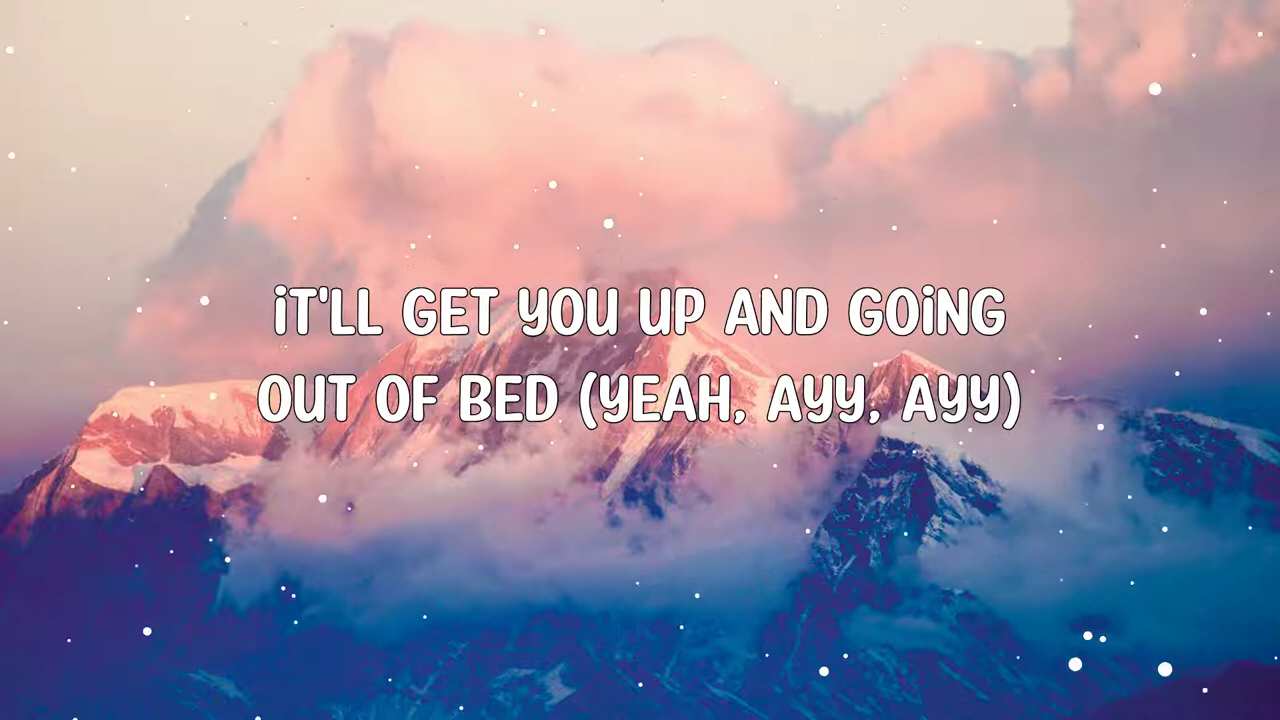 iT'LL GET YOU UP AND GOiNG
OUT OF BED (YEAH, AYY, AYY)